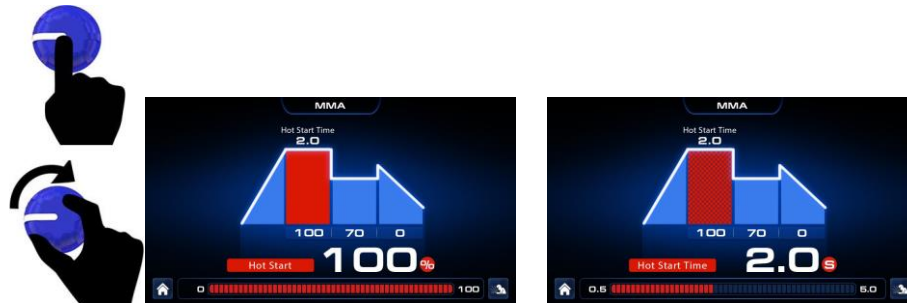 MMA
Hot Start Time
2.0
100 70 0
Hot Start 100%
0 100
MMA
Hot Start Time
2.0
100 70 0
Hot Start Time 2.0 S
0.5 5.0